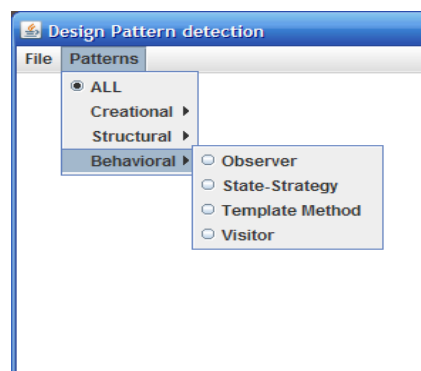 Design Pattern detection
File Patterns
ALL
Creational
Structural
Behavioral
Observer
State-Strategy
Template Method
Visitor